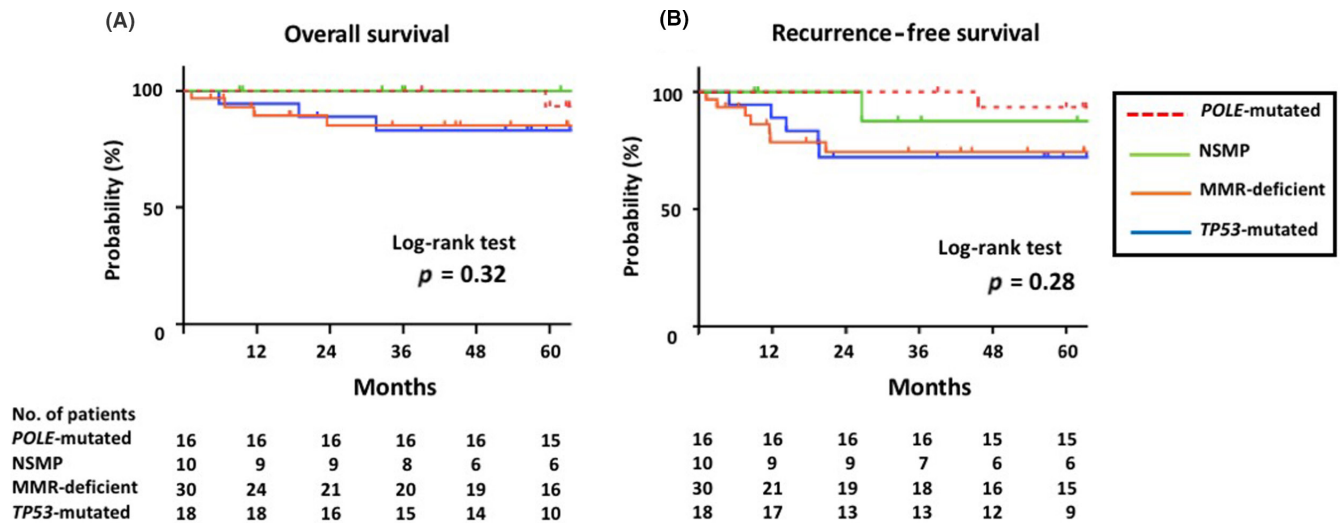 (A)
Overall survival
100
50
0
Probability (%)
Log-rank test
p = 0.32
12 24 36 48 60
Months
(B)
Recurrence-free survival
100
50
0
Probability (%)
Log-rank test
p = 0.28
12 24 36 48 60
Months
POLE-mutated
NSMP
MMR-deficient
TP53-mutated
No. of patients
POLE-mutated 16 16 16 16 16 15 16 16 16 16 15 15
NSMP 10 9 9 8 6 6 10 9 9 7 6 6
MMR-deficient 30 24 21 20 19 16 30 21 19 18 16 15
TP53-mutated 18 18 16 15 14 10 18 17 13 13 12 9